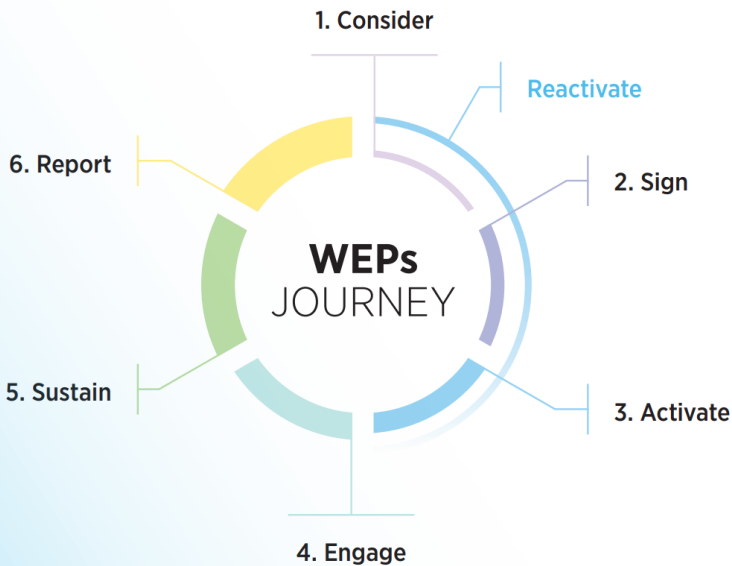 1. Consider
Reactivate
6. Report
2. Sign
WEPs
JOURNEY
5. Sustain
3. Activate
4. Engage